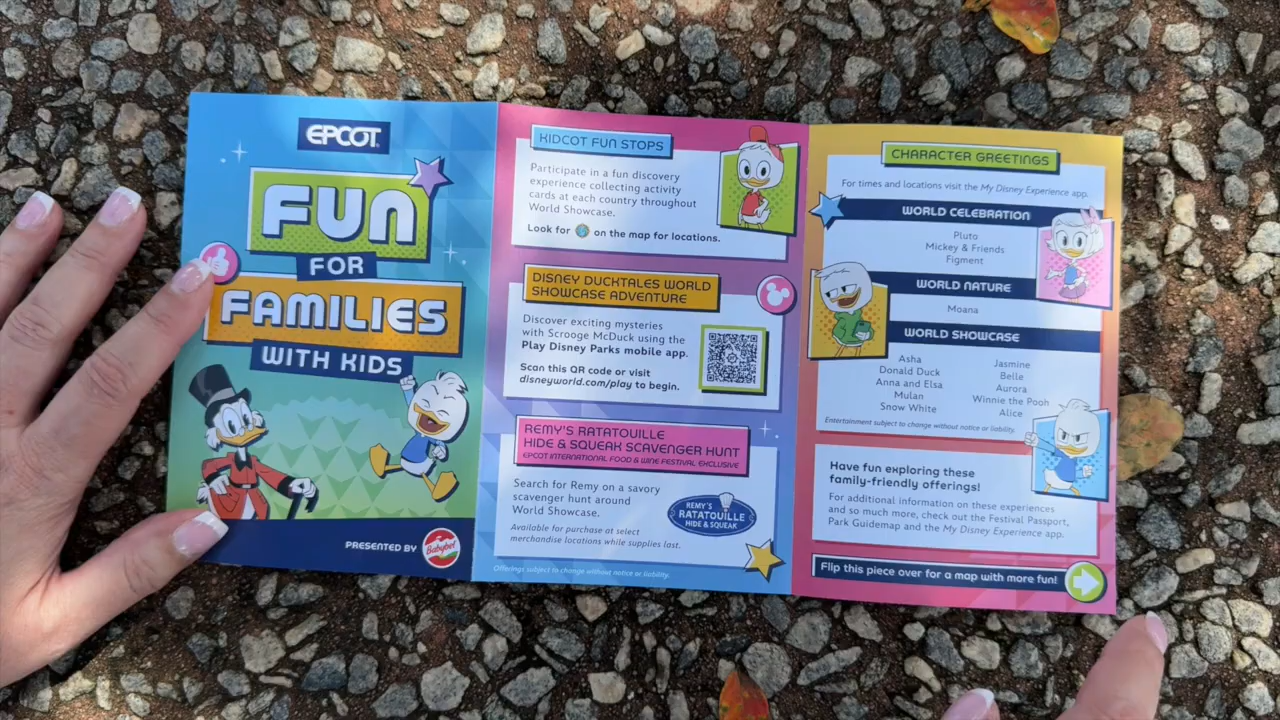 EPCOT
FUN
FOR
FAMILIES
WITH KIDS
PRESENTED BY Babybel
KIDCOT FUN STOPS
Participate in a fun discovery
experience collecting activity
cards at each country throughout
World Showcase.
Look for on the map for locations.
DISNEY DUCKTALES WORLD
SHOWCASE ADVENTURE
Discover exciting mysteries
with Scrooge McDuck using the
Play Disney Parks mobile app.
Scan this QR code or visit
disneyworld.com/play to begin.
REMY'S RATATOUILLE
HIDE & SQUEAK SCAVENGER HUNT
EPCOT INTERNATIONAL FOOD & WINE FESTIVAL EXCLUSIVE
Search for Remy on a savory
scavenger hunt around
World Showcase.
Available for purchase at select
merchandise locations while supplies last.
REMY'S
RATATOUILLE
HIDE & SQUEAK
Offerings subject to change without notice or liability.
CHARACTER GREETINGS
For times and locations visit the My Disney Experience app.
WORLD CELEBRATION
Pluto
Mickey & Friends
Figment
WORLD NATURE
Moana
WORLD SHOWCASE
Asha
Donald Duck
Anna and Elsa
Mulan
Snow White
Jasmine
Belle
Aurora
Winnie the Pooh
Alice
Entertainment subject to change without notice or liability.
Have fun exploring these
family-friendly offerings!
For additional information on these experiences
and so much more, check out the Festival Passport,
Park Guidemap and the My Disney Experience app.
Flip this piece over for a map with more fun!